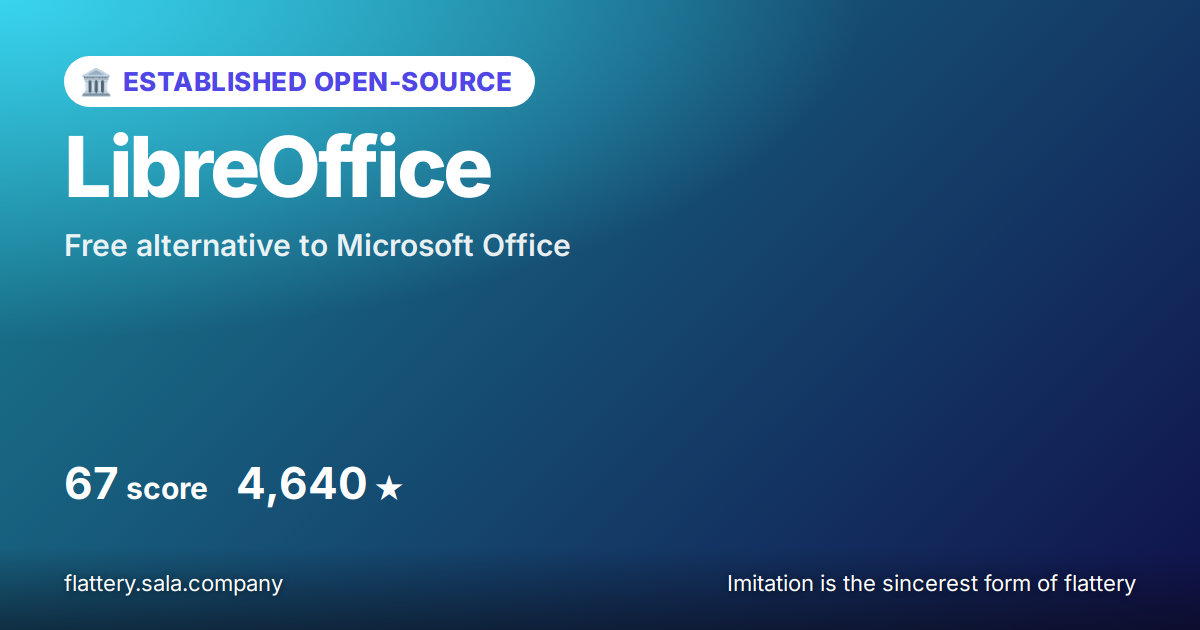 🏛️ ESTABLISHED OPEN-SOURCE
LibreOffice
Free alternative to Microsoft Office
67 score 4,640 ★
flattery.sala.company
Imitation is the sincerest form of flattery